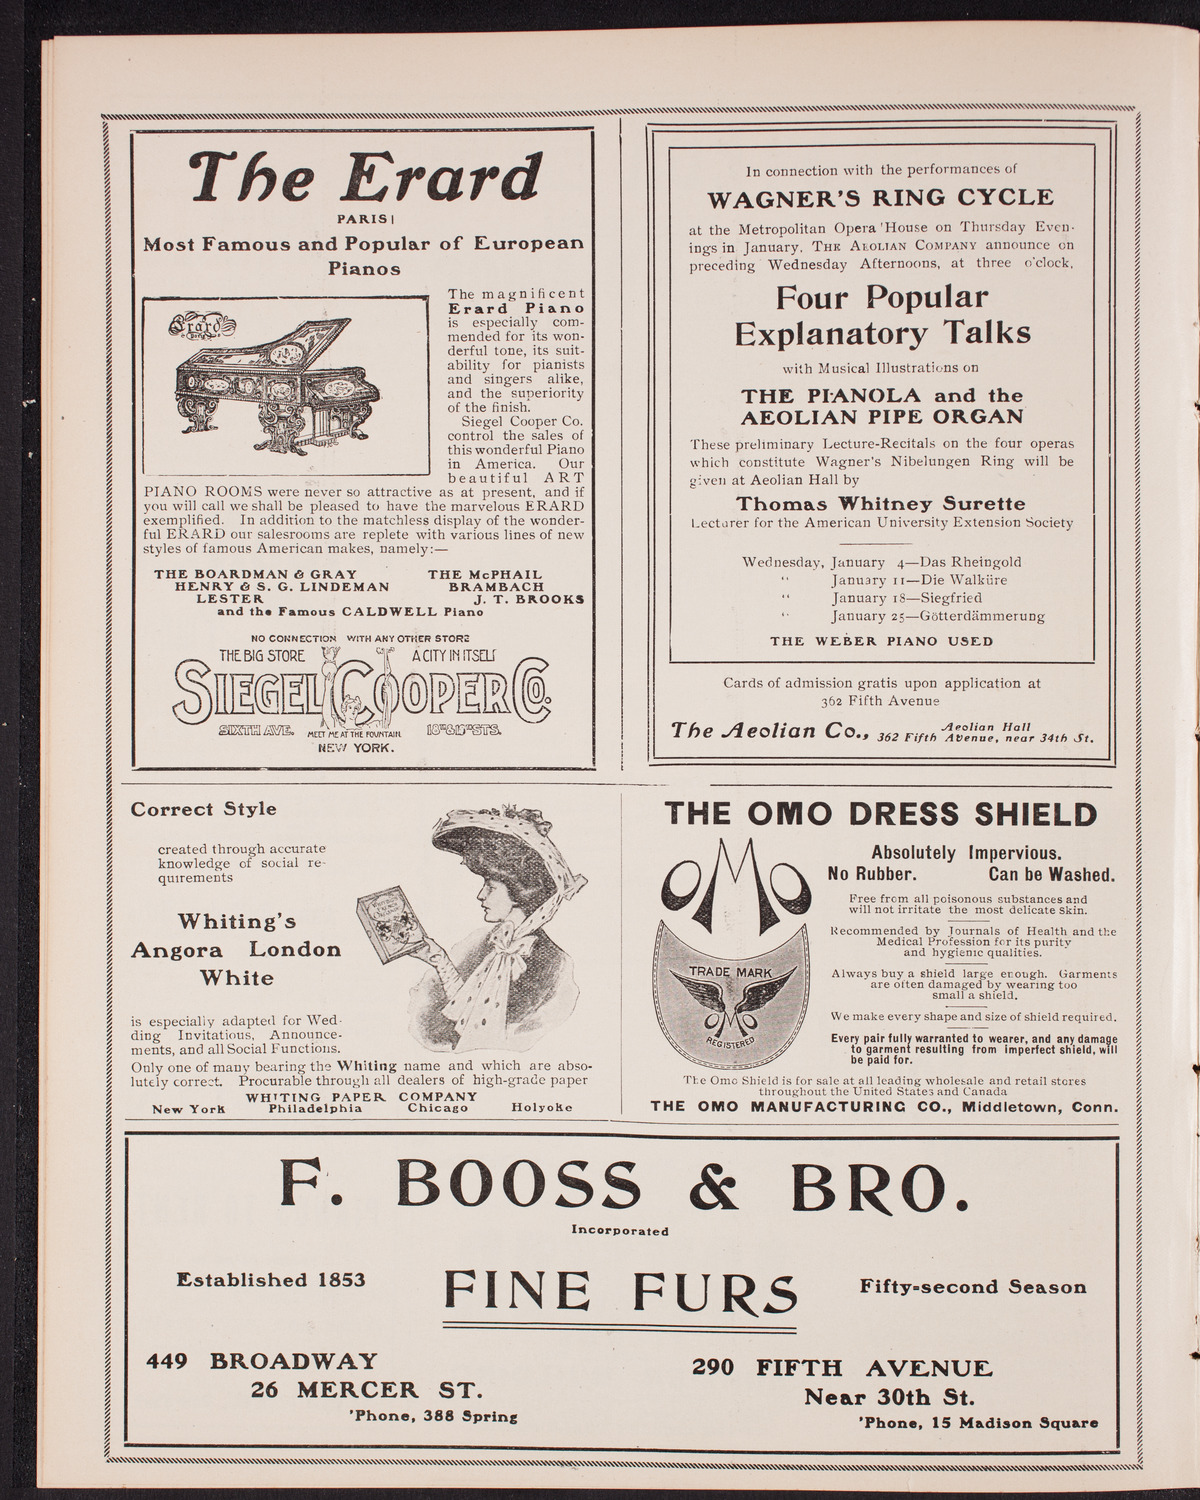 The Erard
PARIS
Most Famous and Popular of European
Pianos
Erard
The magnificent
Erard Piano
is especially com-
mended for its won-
derful tone, its suit-
ability for pianists
and singers alike,
and the superiority
of the finish.
Siegel Cooper Co.
control the sales of
this wonderful Piano
in America. Our
beautiful ART
PIANO ROOMS were never so attractive as at present, and if
you will call we shall be pleased to have the marvelous ERARD
exemplified. In addition to the matchless display of the wonder-
ful ERARD our salesrooms are replete with various lines of new
styles of famous American makes, namely:—
THE BOARDMAN & GRAY THE McPHAIL
HENRY & S. G. LINDEMAN BRAMBACH
LESTER J. T. BROOKS
and the Famous CALDWELL Piano
NO CONNECTION WITH ANY OTHER STORE
THE BIG STORE A CITY IN ITSELF
SIEGEL COOPER CO.
SIXTH AVE. MEET ME AT THE FOUNTAIN 18TH & 19TH STS.
NEW YORK.
In connection with the performances of
WAGNER'S RING CYCLE
at the Metropolitan Opera House on Thursday Even-
ings in January, THE AEOLIAN COMPANY announce on
preceding Wednesday Afternoons, at three o'clock,
Four Popular
Explanatory Talks
with Musical Illustrations on
THE PIANOLA and the
AEOLIAN PIPE ORGAN
These preliminary Lecture-Recitals on the four operas
which constitute Wagner's Nibelungen Ring will be
given at Aeolian Hall by
Thomas Whitney Surette
Lecturer for the American University Extension Society
Wednesday, January 4—Das Rheingold
" January 11—Die Walküre
" January 18—Siegfried
" January 25—Götterdämmerung
THE WEBER PIANO USED
Cards of admission gratis upon application at
362 Fifth Avenue
The Aeolian Co., Aeolian Hall
362 Fifth Avenue, near 34th St.
Correct Style
created through accurate
knowledge of social re-
quirements
Whiting's
Angora London
White
is especially adapted for Wed-
ding Invitations, Announce-
ments, and all Social Functions.
Only one of many bearing the Whiting name and which are abso-
lutely correct. Procurable through all dealers of high-grade paper
WHITING PAPER COMPANY
New York Philadelphia Chicago Holyoke
THE OMO DRESS SHIELD
OMO
TRADE MARK
OMO
REGISTERED
Absolutely Impervious.
No Rubber. Can be Washed.
Free from all poisonous substances and
will not irritate the most delicate skin.
Recommended by Journals of Health and the
Medical Profession for its purity
and hygienic qualities.
Always buy a shield large enough. Garments
are often damaged by wearing too
small a shield.
We make every shape and size of shield required.
Every pair fully warranted to wearer, and any damage
to garment resulting from imperfect shield, will
be paid for.
The Omo Shield is for sale at all leading wholesale and retail stores
throughout the United States and Canada
THE OMO MANUFACTURING CO., Middletown, Conn.
F. BOOSS & BRO.
Incorporated
Established 1853 FINE FURS Fifty-second Season
449 BROADWAY
26 MERCER ST.
'Phone, 388 Spring
290 FIFTH AVENUE
Near 30th St.
'Phone, 15 Madison Square